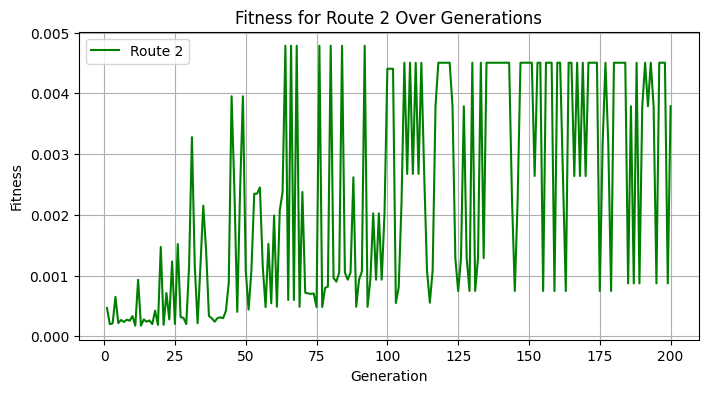 Fitness for Route 2 Over Generations
Route 2
Fitness
0.005
0.004
0.003
0.002
0.001
0.000
0 25 50 75 100 125 150 175 200
Generation